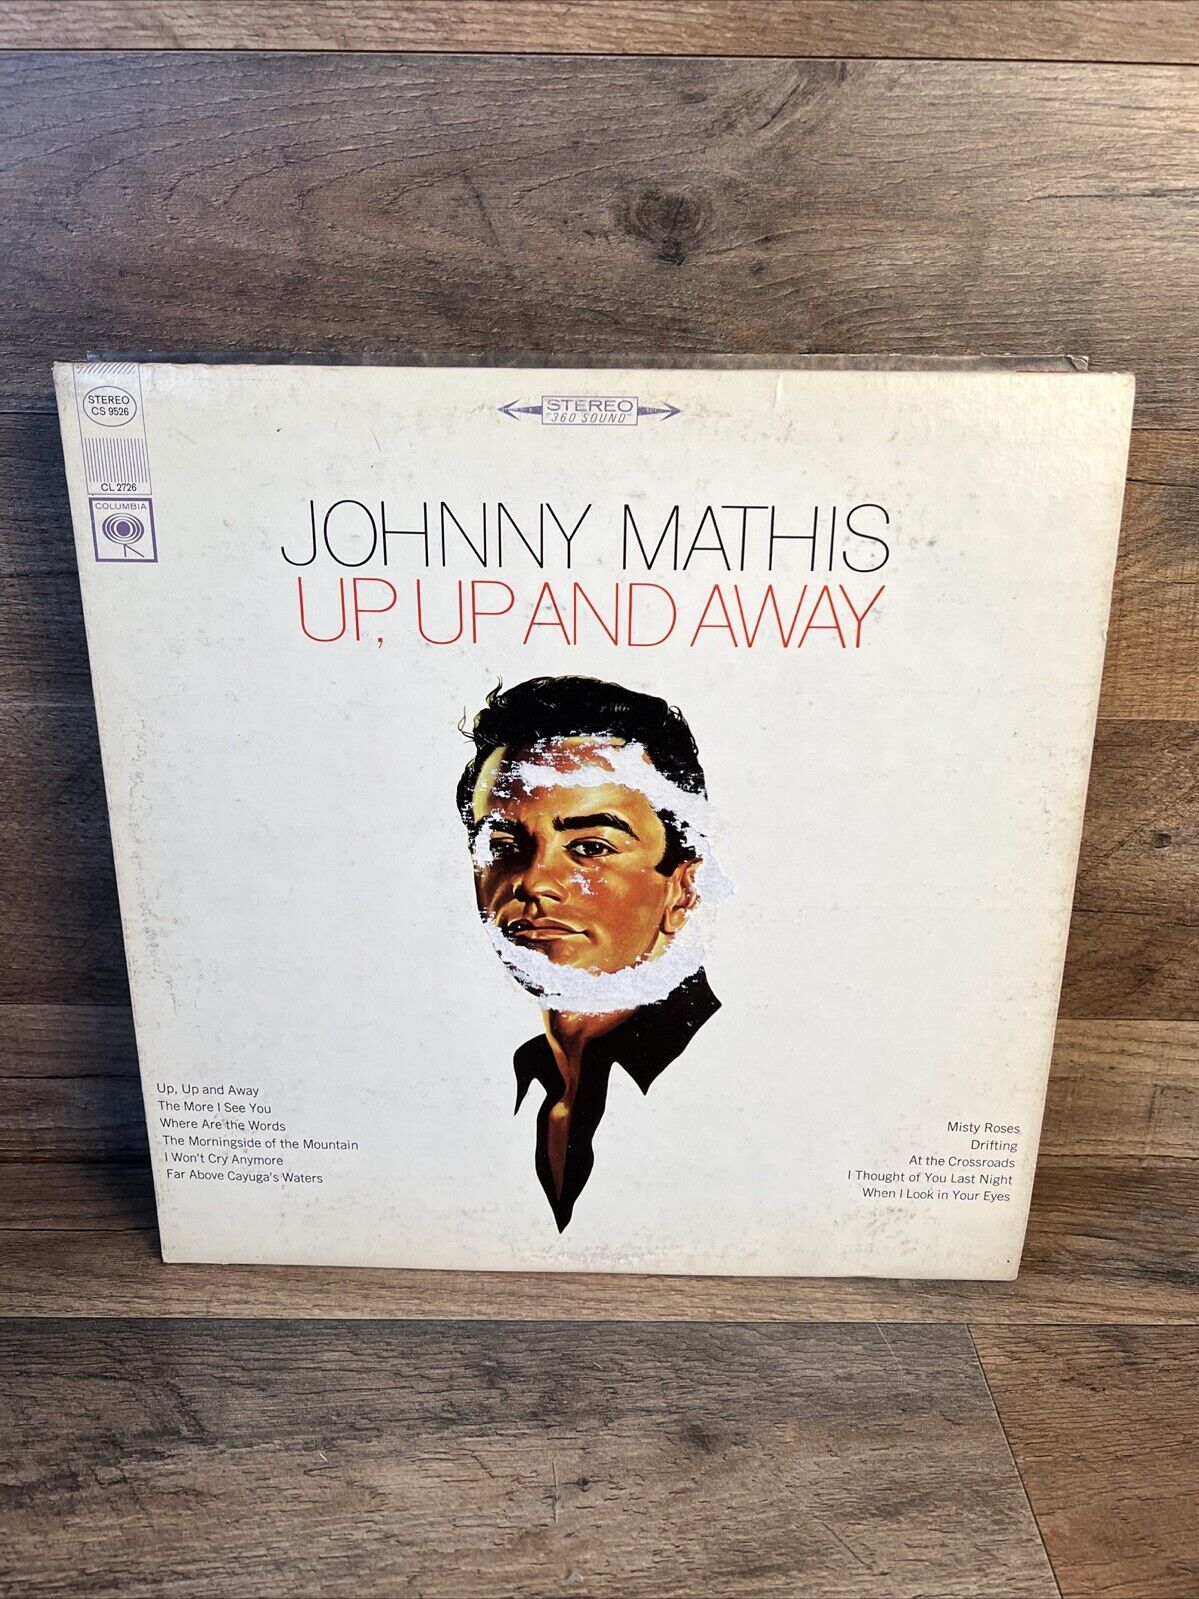 STEREO
CS 9526
CL 2726
COLUMBIA
STEREO
"360 SOUND"
JOHNNY MATHIS
UP, UP AND AWAY
Up, Up and Away
The More I See You
Where Are the Words
The Morningside of the Mountain
I Won't Cry Anymore
Far Above Cayuga's Waters
Misty Roses
Drifting
At the Crossroads
I Thought of You Last Night
When I Look in Your Eyes